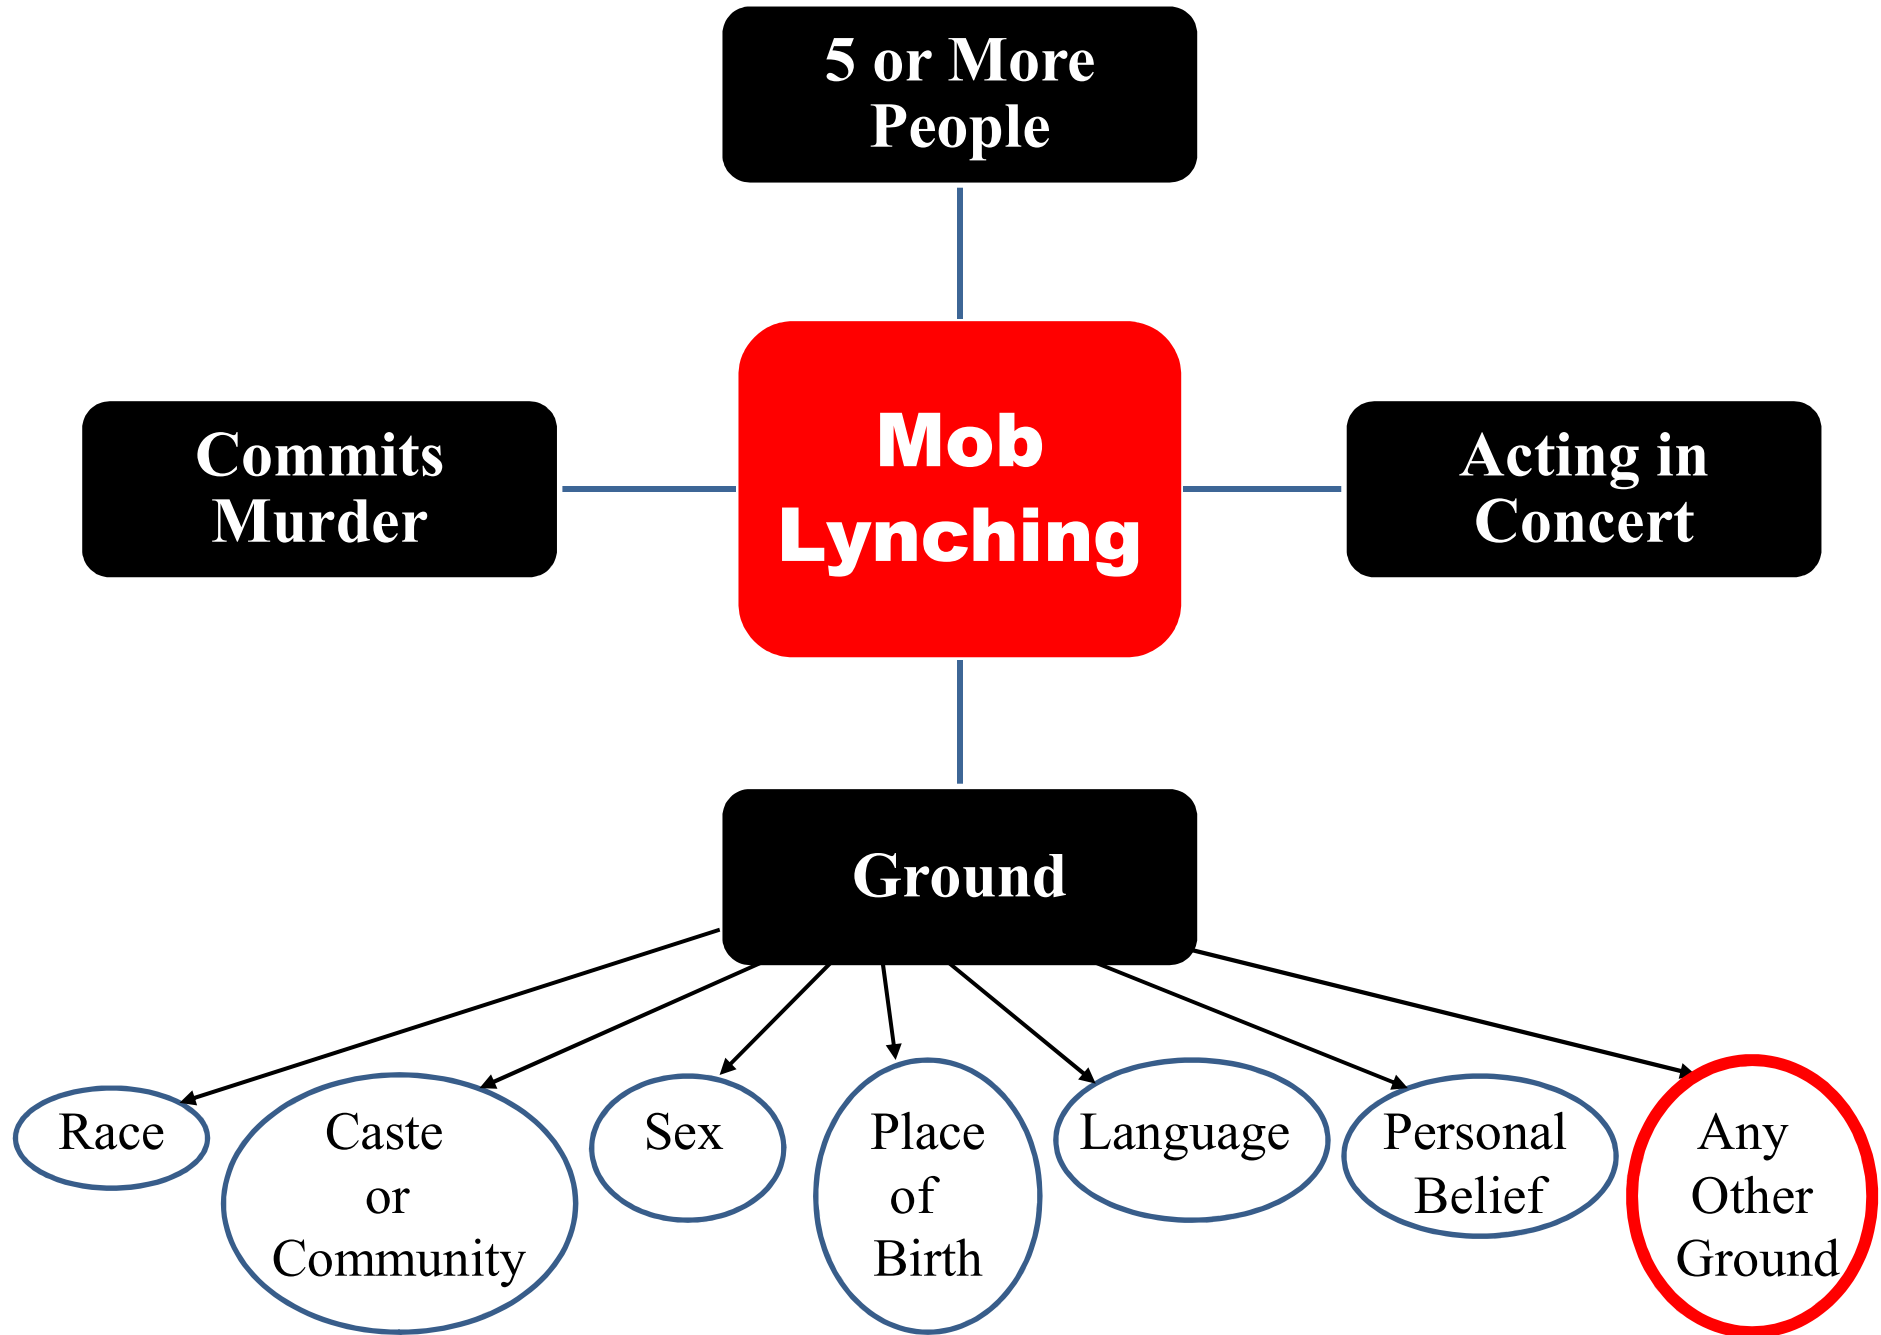 5 or More
People
Commits
Murder
Mob
Lynching
Acting in
Concert
Ground
Race
Caste
or
Community
Sex
Place
of
Birth
Language
Personal
Belief
Any
Other
Ground